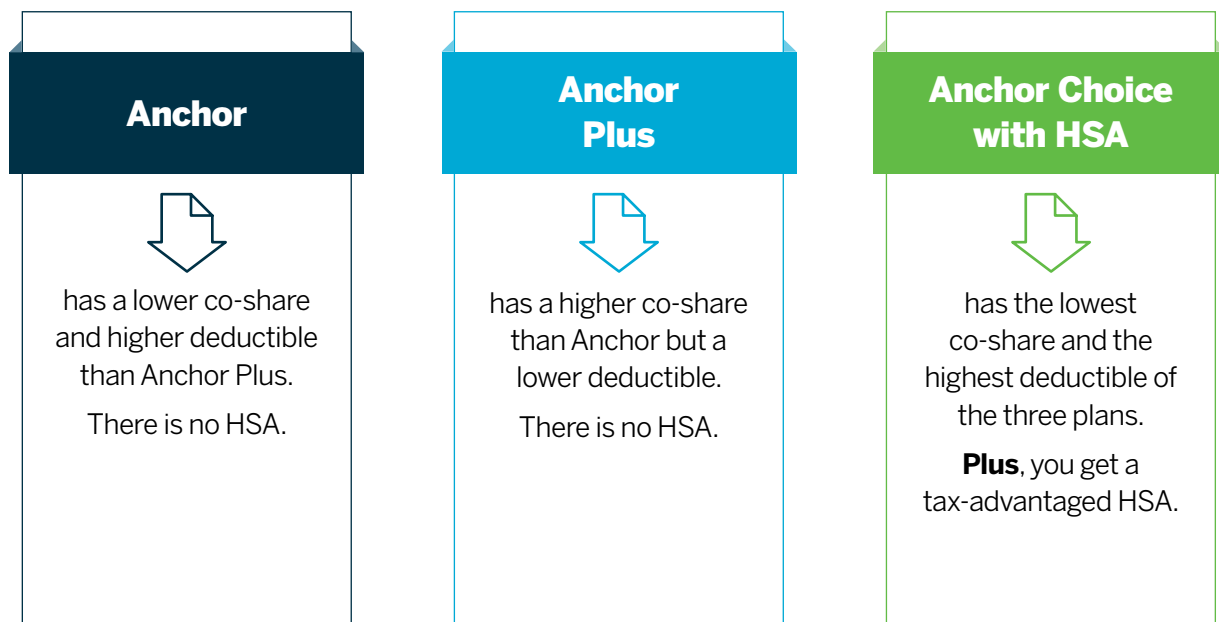 Anchor
has a lower co-share
and higher deductible
than Anchor Plus.
There is no HSA.
Anchor
Plus
has a higher co-share
than Anchor but a
lower deductible.
There is no HSA.
Anchor Choice
with HSA
has the lowest
co-share and the
highest deductible of
the three plans.
Plus, you get a
tax-advantaged HSA.